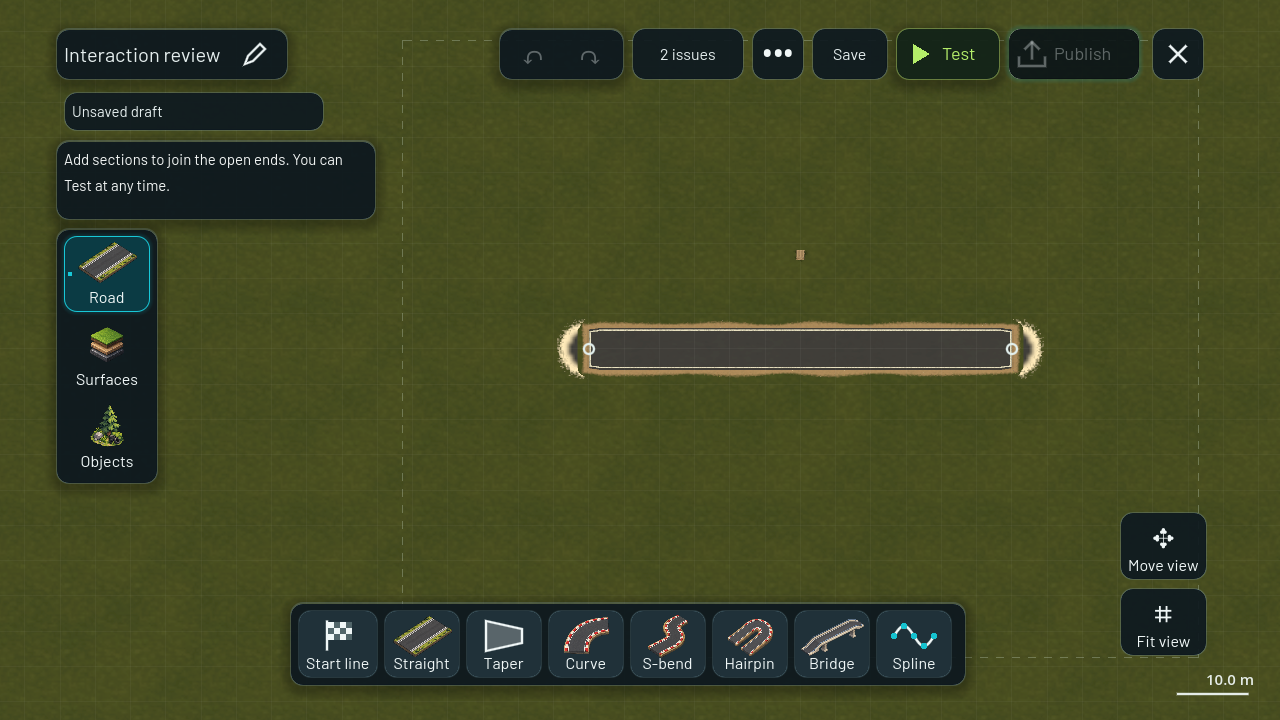 Interaction review
2 issues
Save
Test
Publish
Unsaved draft
Add sections to join the open ends. You can
Test at any time.
Road
Surfaces
Objects
Move view
Fit view
Start line
Straight
Taper
Curve
S-bend
Hairpin
Bridge
Spline
10.0 m